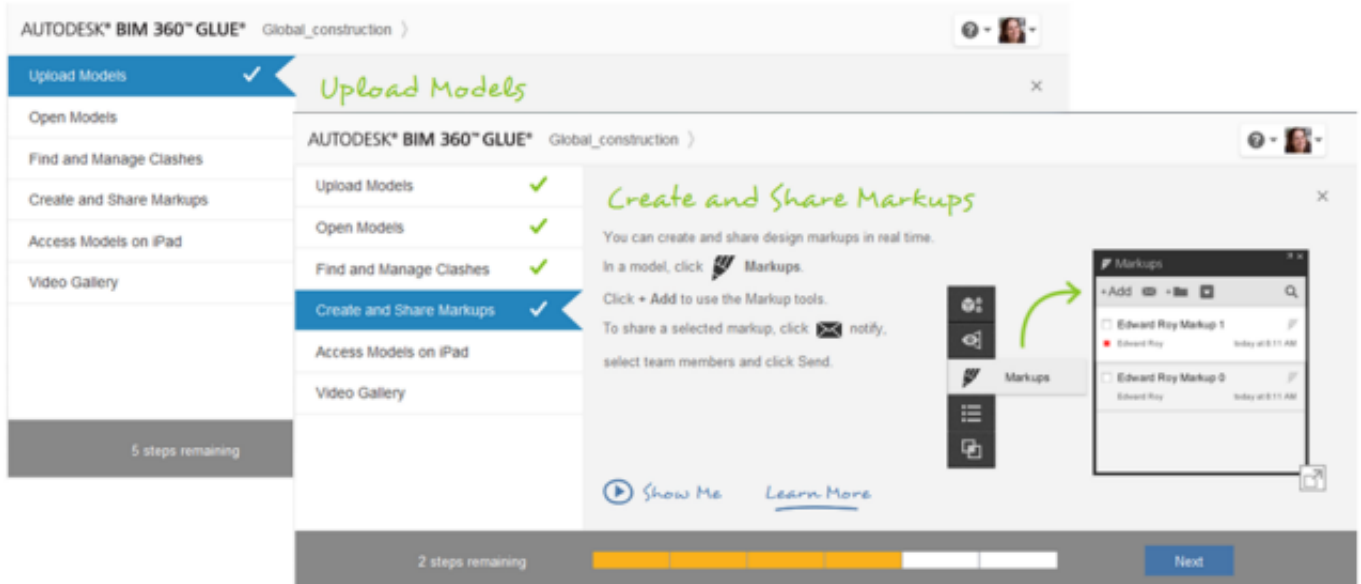 AUTODESK® BIM 360™ GLUE® Global_construction 〉
Upload Models
Open Models
Find and Manage Clashes
Create and Share Markups
Access Models on iPad
Video Gallery
5 steps remaining
Upload Models
AUTODESK® BIM 360™ GLUE® Global_construction 〉
Upload Models
Open Models
Find and Manage Clashes
Create and Share Markups
Access Models on iPad
Video Gallery
Create and Share Markups
You can create and share design markups in real time.
In a model, click Markups.
Click + Add to use the Markup tools.
To share a selected markup, click notify,
select team members and click Send.
Show Me Learn More
Markups
Markups
+Add
Edward Roy Markup 1
Edward Roy today at 8:11 AM
Edward Roy Markup 0
Edward Roy today at 8:11 AM
2 steps remaining
Next